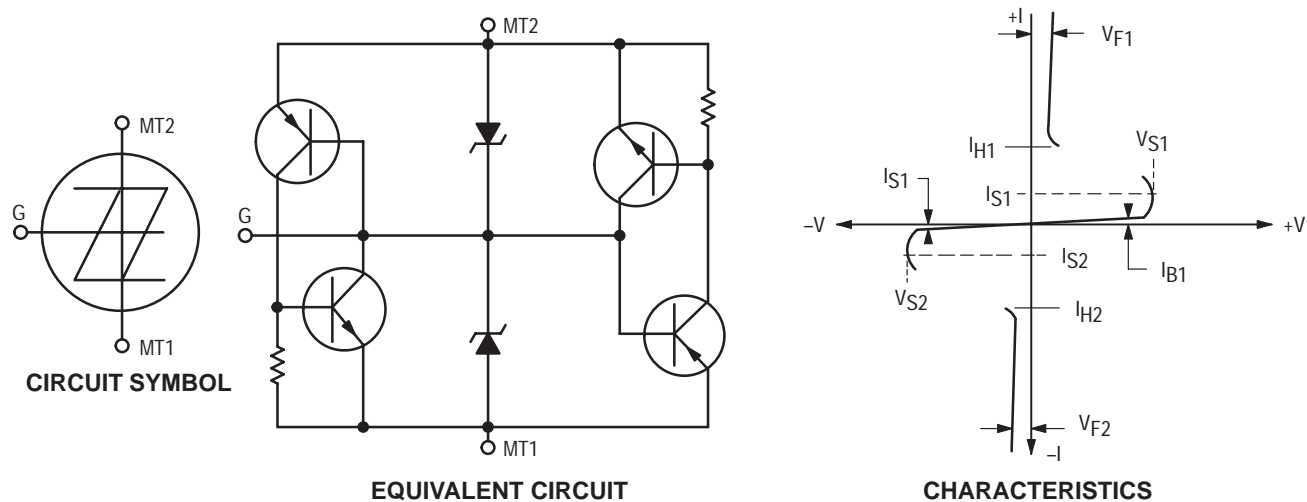 MT2
G
MT1
CIRCUIT SYMBOL
MT2
G
MT1
EQUIVALENT CIRCUIT
+I
VF1
IH1
VS1
IS1
IS1
–V
+V
IS2
IB1
VS2
IH2
VF2
–I
CHARACTERISTICS